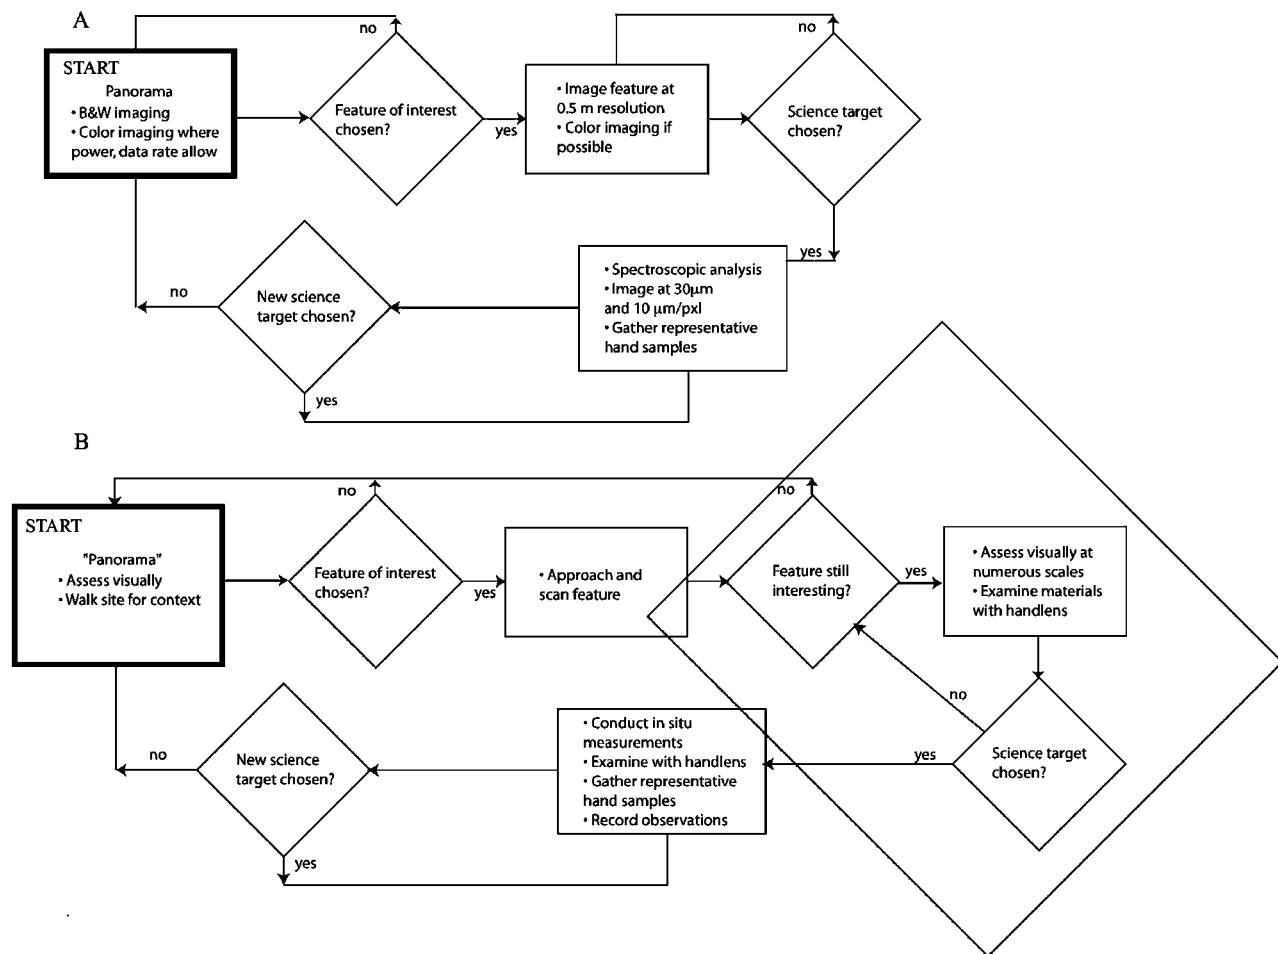 A
no
START
Panorama
• B&W imaging
• Color imaging where
power, data rate allow
Feature of interest
chosen?
yes
• Image feature at
0.5 m resolution
• Color imaging if
possible
no
Science target
chosen?
yes
• Spectroscopic analysis
• Image at 30µm
and 10 µm/pxl
• Gather representative
hand samples
New science
target chosen?
no
yes
B
START
"Panorama"
• Assess visually
• Walk site for context
no
Feature of interest
chosen?
yes
• Approach and
scan feature
no
Feature still
interesting?
yes
• Assess visually at
numerous scales
• Examine materials
with handlens
no
Science target
chosen?
yes
• Conduct in situ
measurements
• Examine with handlens
• Gather representative
hand samples
• Record observations
New science
target chosen?
no
yes